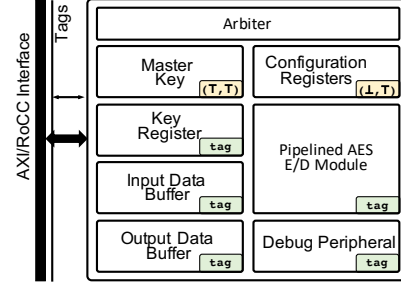 AXI/RoCC Interface
Tags
Arbiter
Master
Key
(⊤,⊤)
Configuration
Registers
(⊥,⊤)
Key
Register
tag
Pipelined AES
E/D Module
tag
Input Data
Buffer
tag
Output Data
Buffer
tag
Debug Peripheral
tag